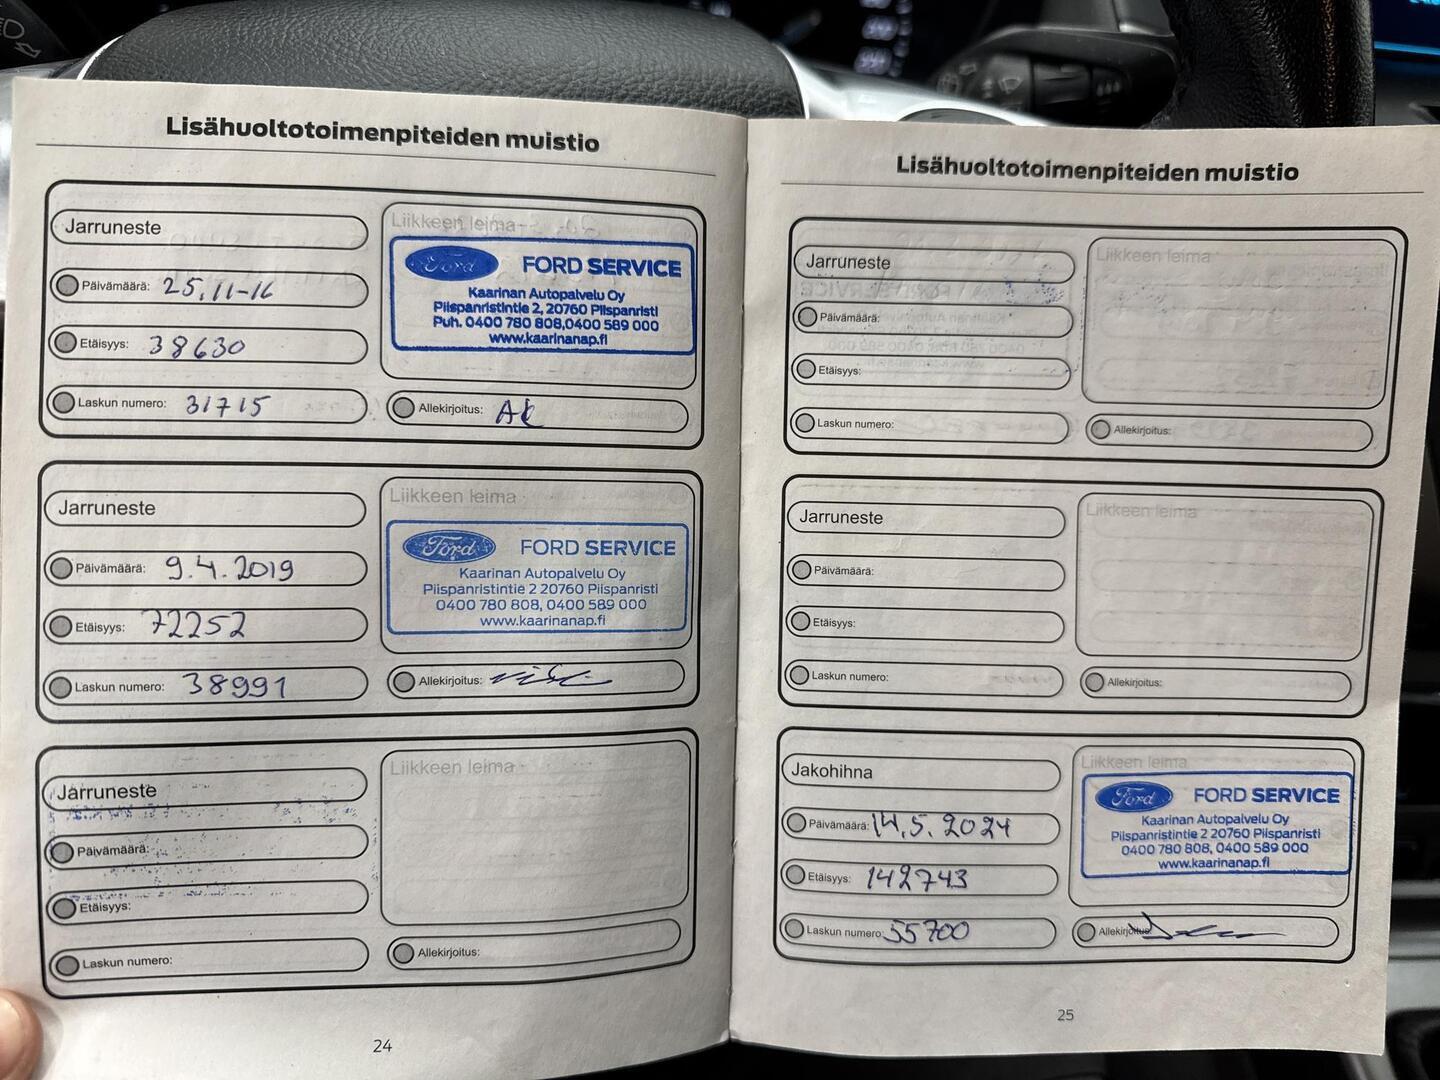 Lisähuoltotoimenpiteiden muistio
Jarruneste
Päivämäärä: 25.11-16
Etäisyys: 38630
Laskun numero: 31715
Liikkeen leima
Ford FORD SERVICE
Kaarinan Autopalvelu Oy
Piispanristintie 2, 20760 Piispanristi
Puh. 0400 780 808,0400 589 000
www.kaarinanap.fi
Allekirjoitus: AK
Jarruneste
Päivämäärä: 9.4.2019
Etäisyys: 72252
Laskun numero: 38991
Liikkeen leima
Ford FORD SERVICE
Kaarinan Autopalvelu Oy
Piispanristintie 2 20760 Piispanristi
0400 780 808, 0400 589 000
www.kaarinanap.fi
Allekirjoitus:
Jarruneste
Päivämäärä:
Etäisyys:
Laskun numero:
Liikkeen leima
Allekirjoitus:
24
Lisähuoltotoimenpiteiden muistio
Jarruneste
Päivämäärä:
Etäisyys:
Laskun numero:
Liikkeen leima
Allekirjoitus:
Jarruneste
Päivämäärä:
Etäisyys:
Laskun numero:
Liikkeen leima
Allekirjoitus:
Jakohihna
Päivämäärä: 14.5.2024
Etäisyys: 142743
Laskun numero: 55700
Liikkeen leima
Ford FORD SERVICE
Kaarinan Autopalvelu Oy
Piispanristintie 2 20760 Piispanristi
0400 780 808, 0400 589 000
www.kaarinanap.fi
Allekirjoitus:
25